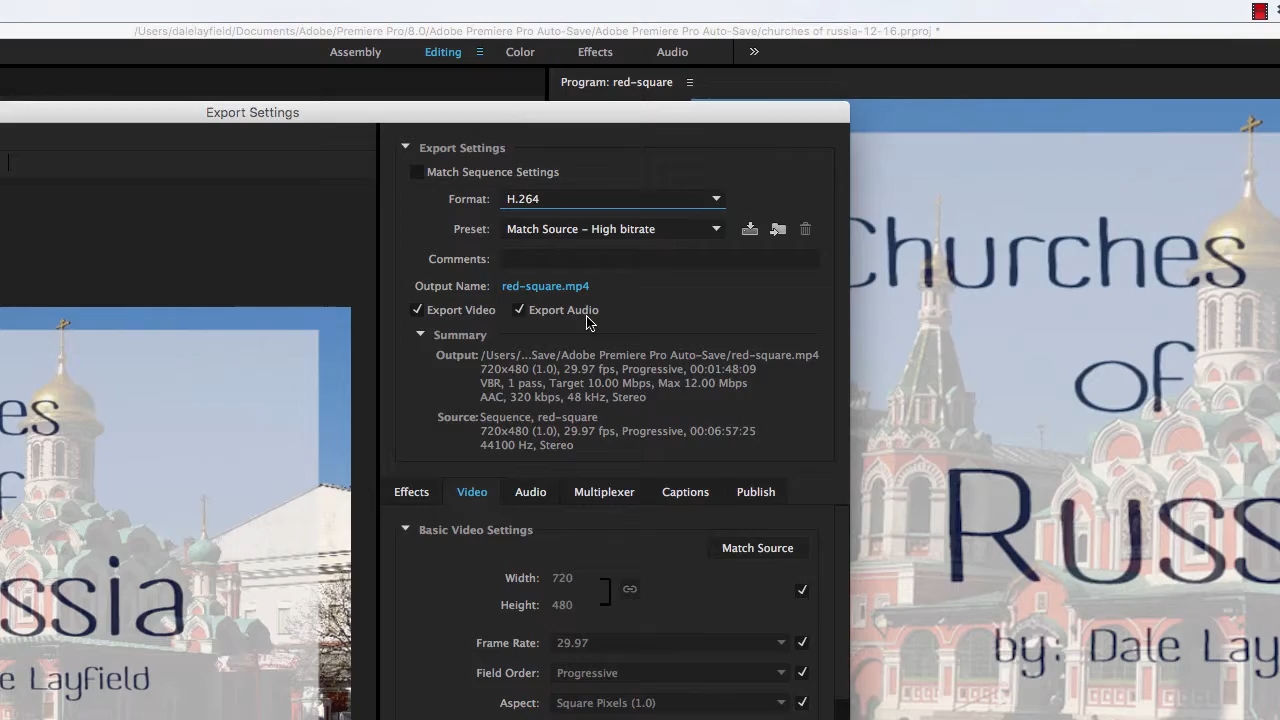 /Users/dalelayfield/Documents/Adobe/Premiere Pro/8.0/Adobe Premiere Pro Auto-Save/Adobe Premiere Pro Auto-Save/churches of russia-12-16.prproj *
Assembly Editing Color Effects Audio
Program: red-square
Export Settings
Export Settings
Match Sequence Settings
Format: H.264
Preset: Match Source – High bitrate
Comments:
Output Name: red-square.mp4
Export Video Export Audio
Summary
Output: /Users/...Save/Adobe Premiere Pro Auto-Save/red-square.mp4
720x480 (1.0), 29.97 fps, Progressive, 00:01:48:09
VBR, 1 pass, Target 10.00 Mbps, Max 12.00 Mbps
AAC, 320 kbps, 48 kHz, Stereo
Source: Sequence, red-square
720x480 (1.0), 29.97 fps, Progressive, 00:06:57:25
44100 Hz, Stereo
Effects Video Audio Multiplexer Captions Publish
Basic Video Settings
Match Source
Width: 720
Height: 480
Frame Rate: 29.97
Field Order: Progressive
Aspect: Square Pixels (1.0)
es
f
ssia
e Layfield
Churches
of
Russ
by: Dale Lay